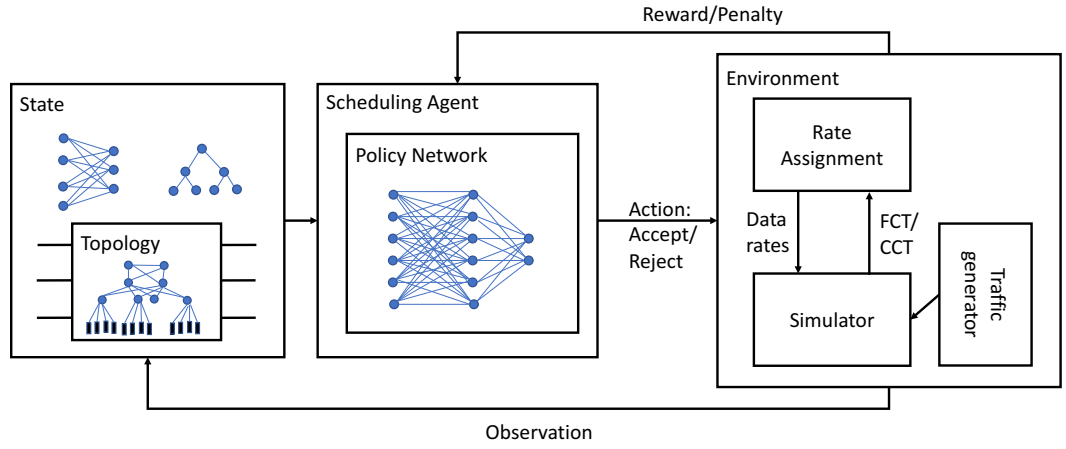 Reward/Penalty
State
Topology
Scheduling Agent
Policy Network
Action:
Accept/
Reject
Environment
Rate
Assignment
Data
rates
FCT/
CCT
Simulator
Traffic
generator
Observation